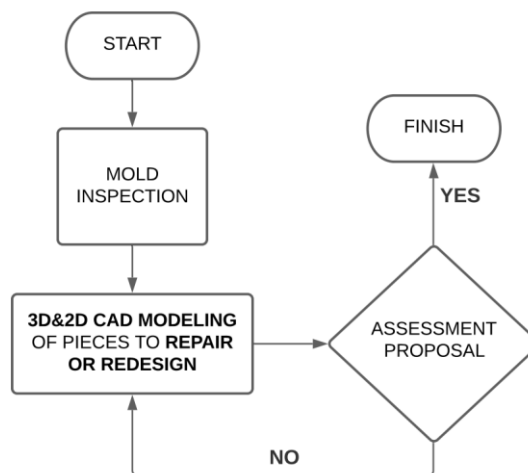 START
MOLD
INSPECTION
3D&2D CAD MODELING
OF PIECES TO REPAIR
OR REDESIGN
ASSESSMENT
PROPOSAL
YES
FINISH
NO